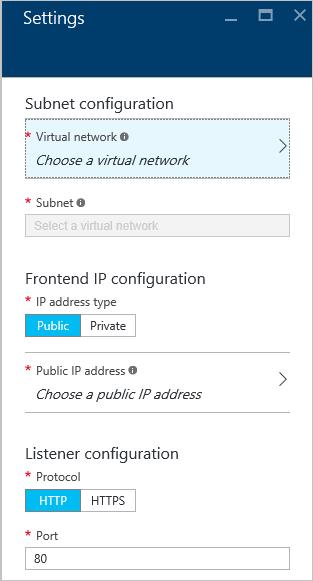 Settings
Subnet configuration
* Virtual network
Choose a virtual network
* Subnet
Select a virtual network
Frontend IP configuration
* IP address type
Public Private
* Public IP address
Choose a public IP address
Listener configuration
* Protocol
HTTP HTTPS
* Port
80